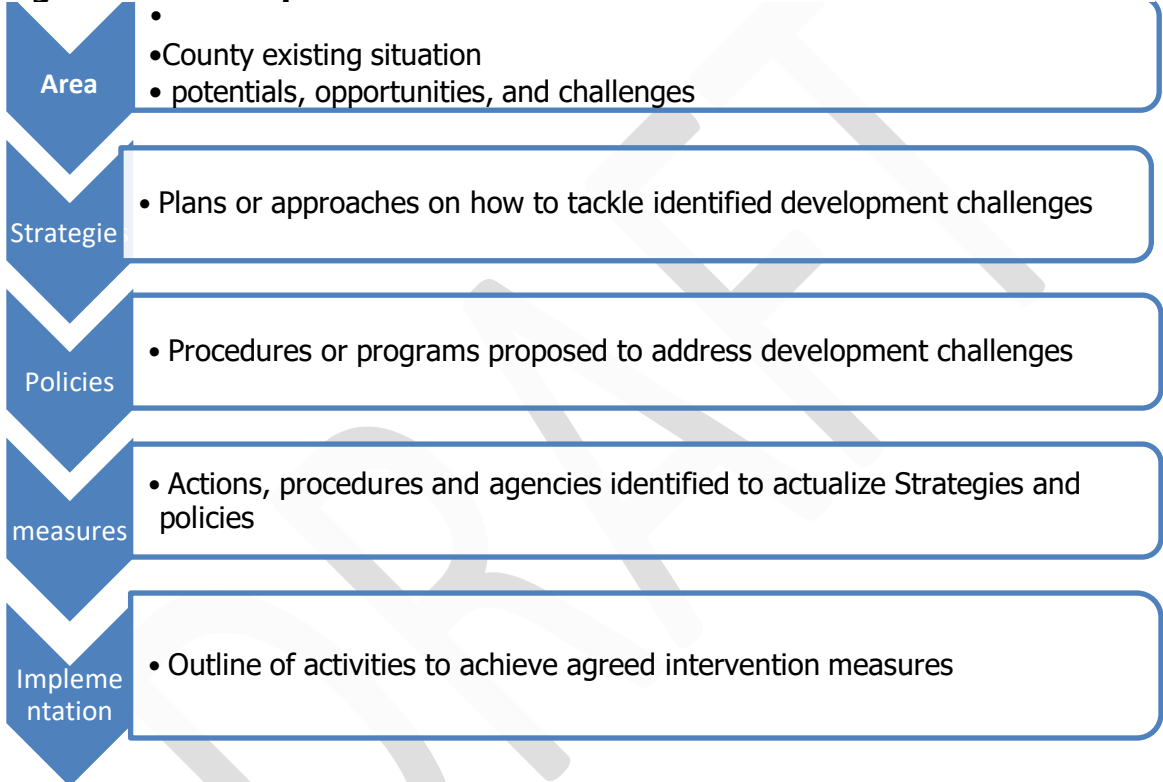 •
Area
•County existing situation
• potentials, opportunities, and challenges
Strategies
• Plans or approaches on how to tackle identified development challenges
Policies
• Procedures or programs proposed to address development challenges
measures
• Actions, procedures and agencies identified to actualize Strategies and
policies
Impleme
ntation
• Outline of activities to achieve agreed intervention measures
DRAFT